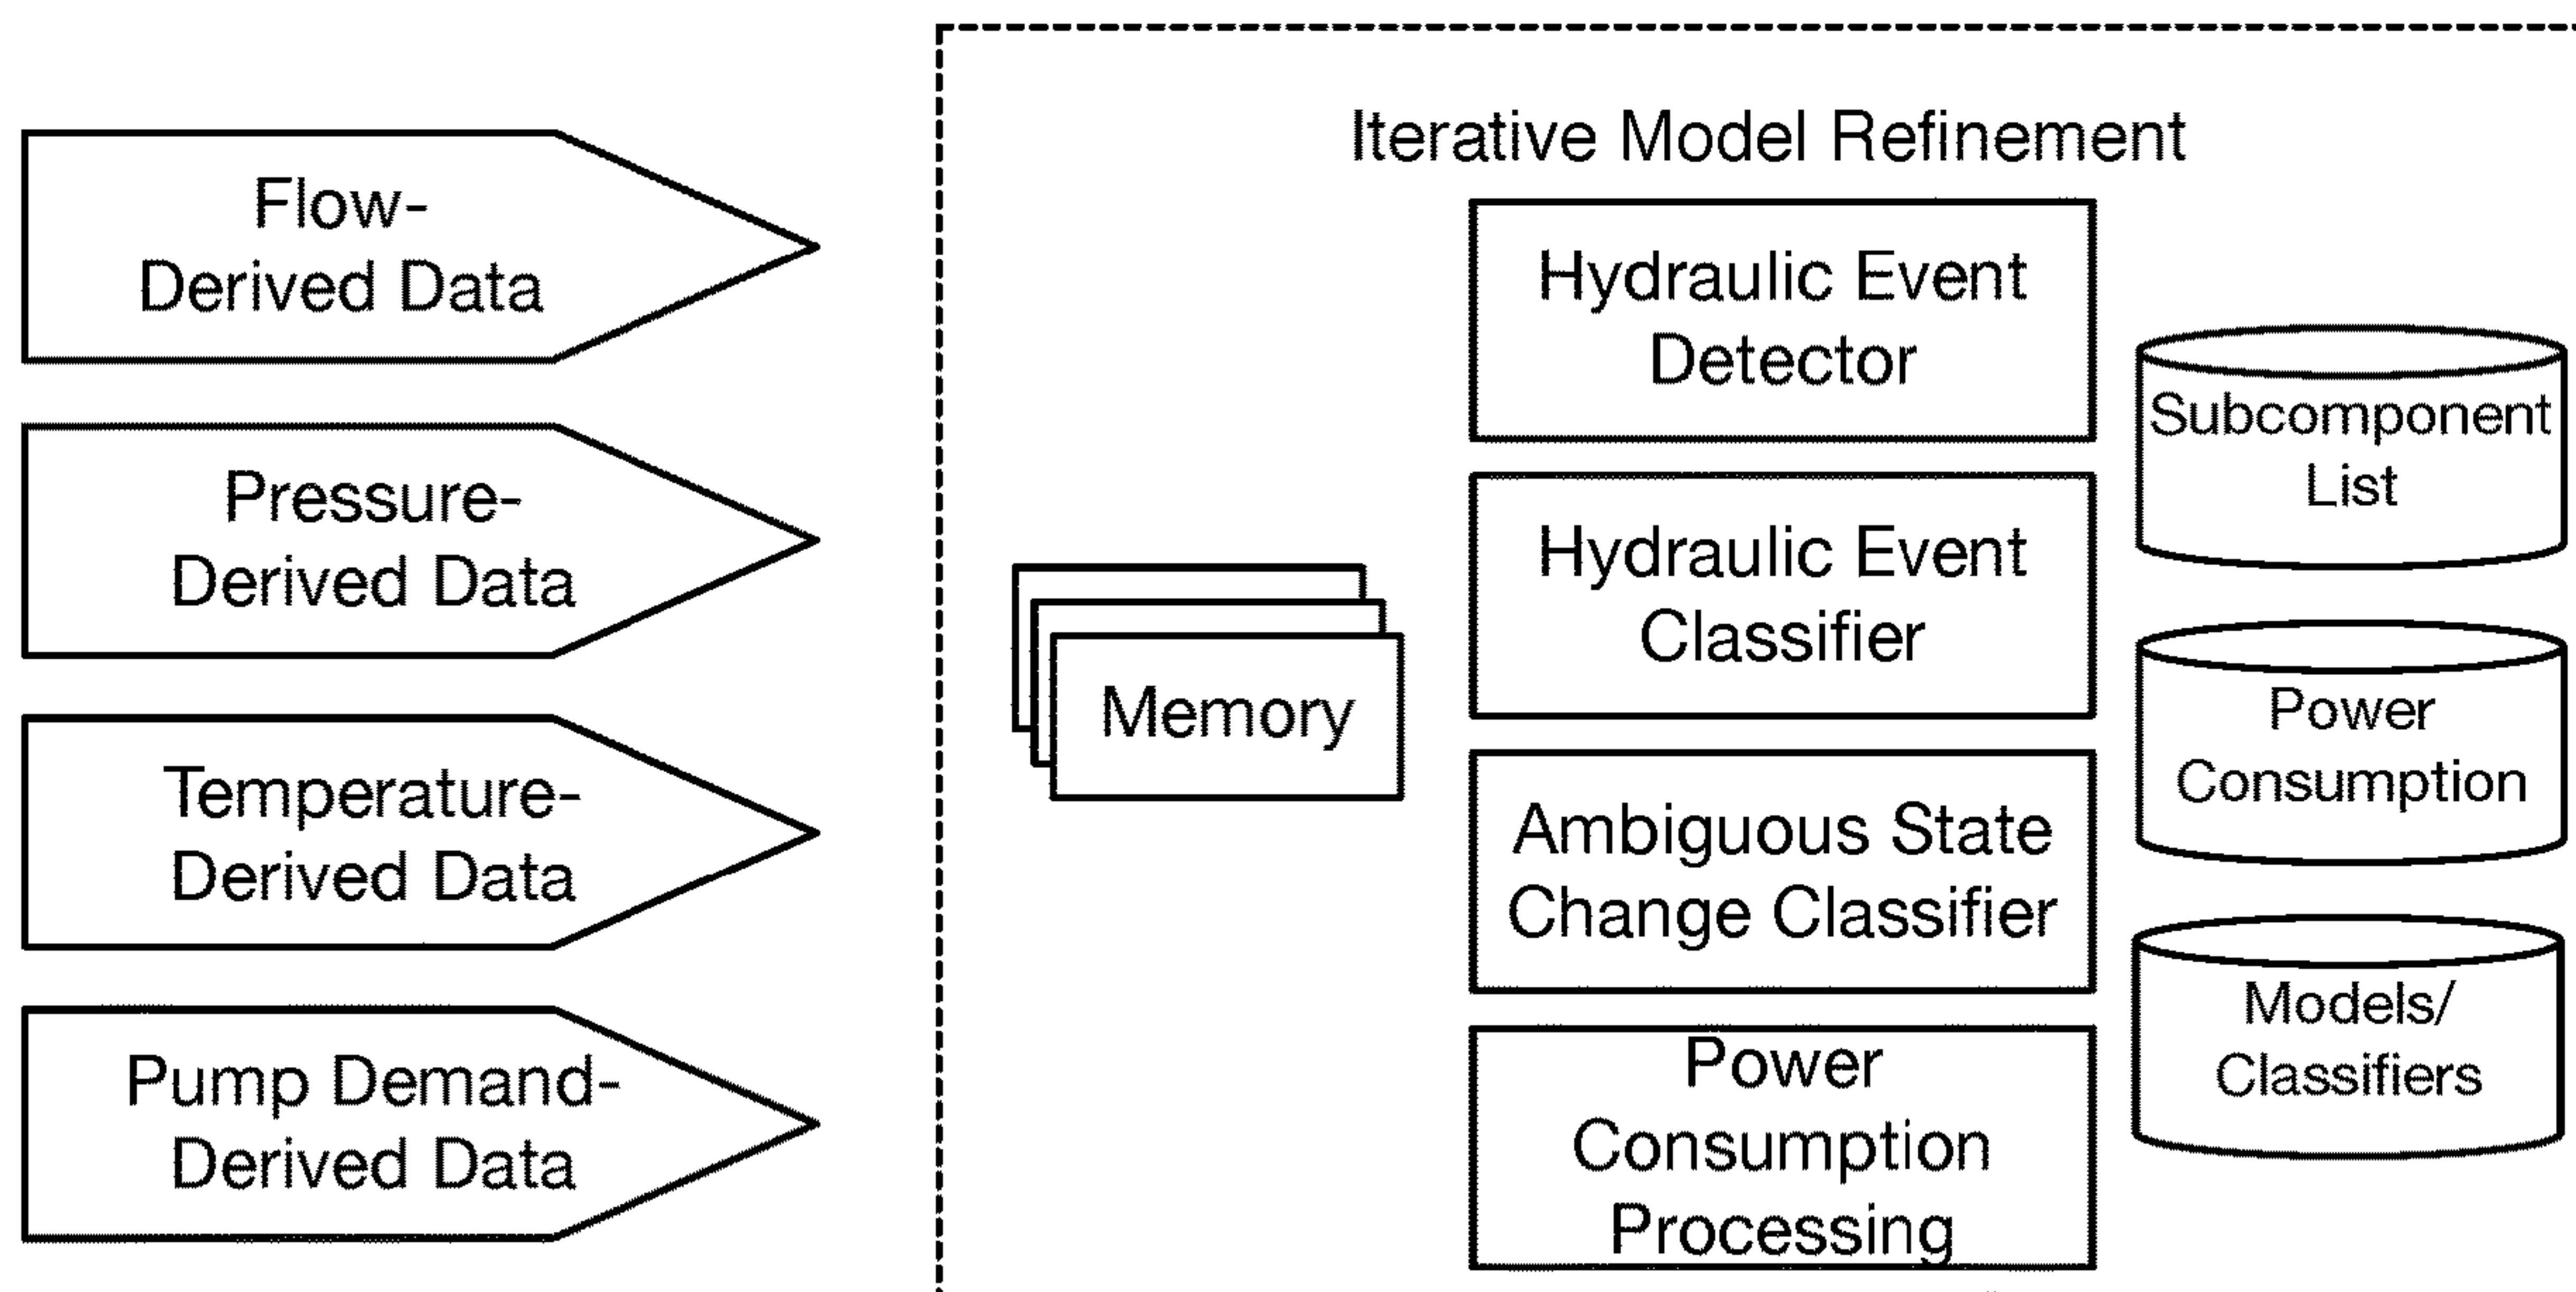 Flow-
Derived Data
Pressure-
Derived Data
Temperature-
Derived Data
Pump Demand-
Derived Data
Iterative Model Refinement
Memory
Hydraulic Event
Detector
Hydraulic Event
Classifier
Ambiguous State
Change Classifier
Power
Consumption
Processing
Subcomponent
List
Power
Consumption
Models/
Classifiers